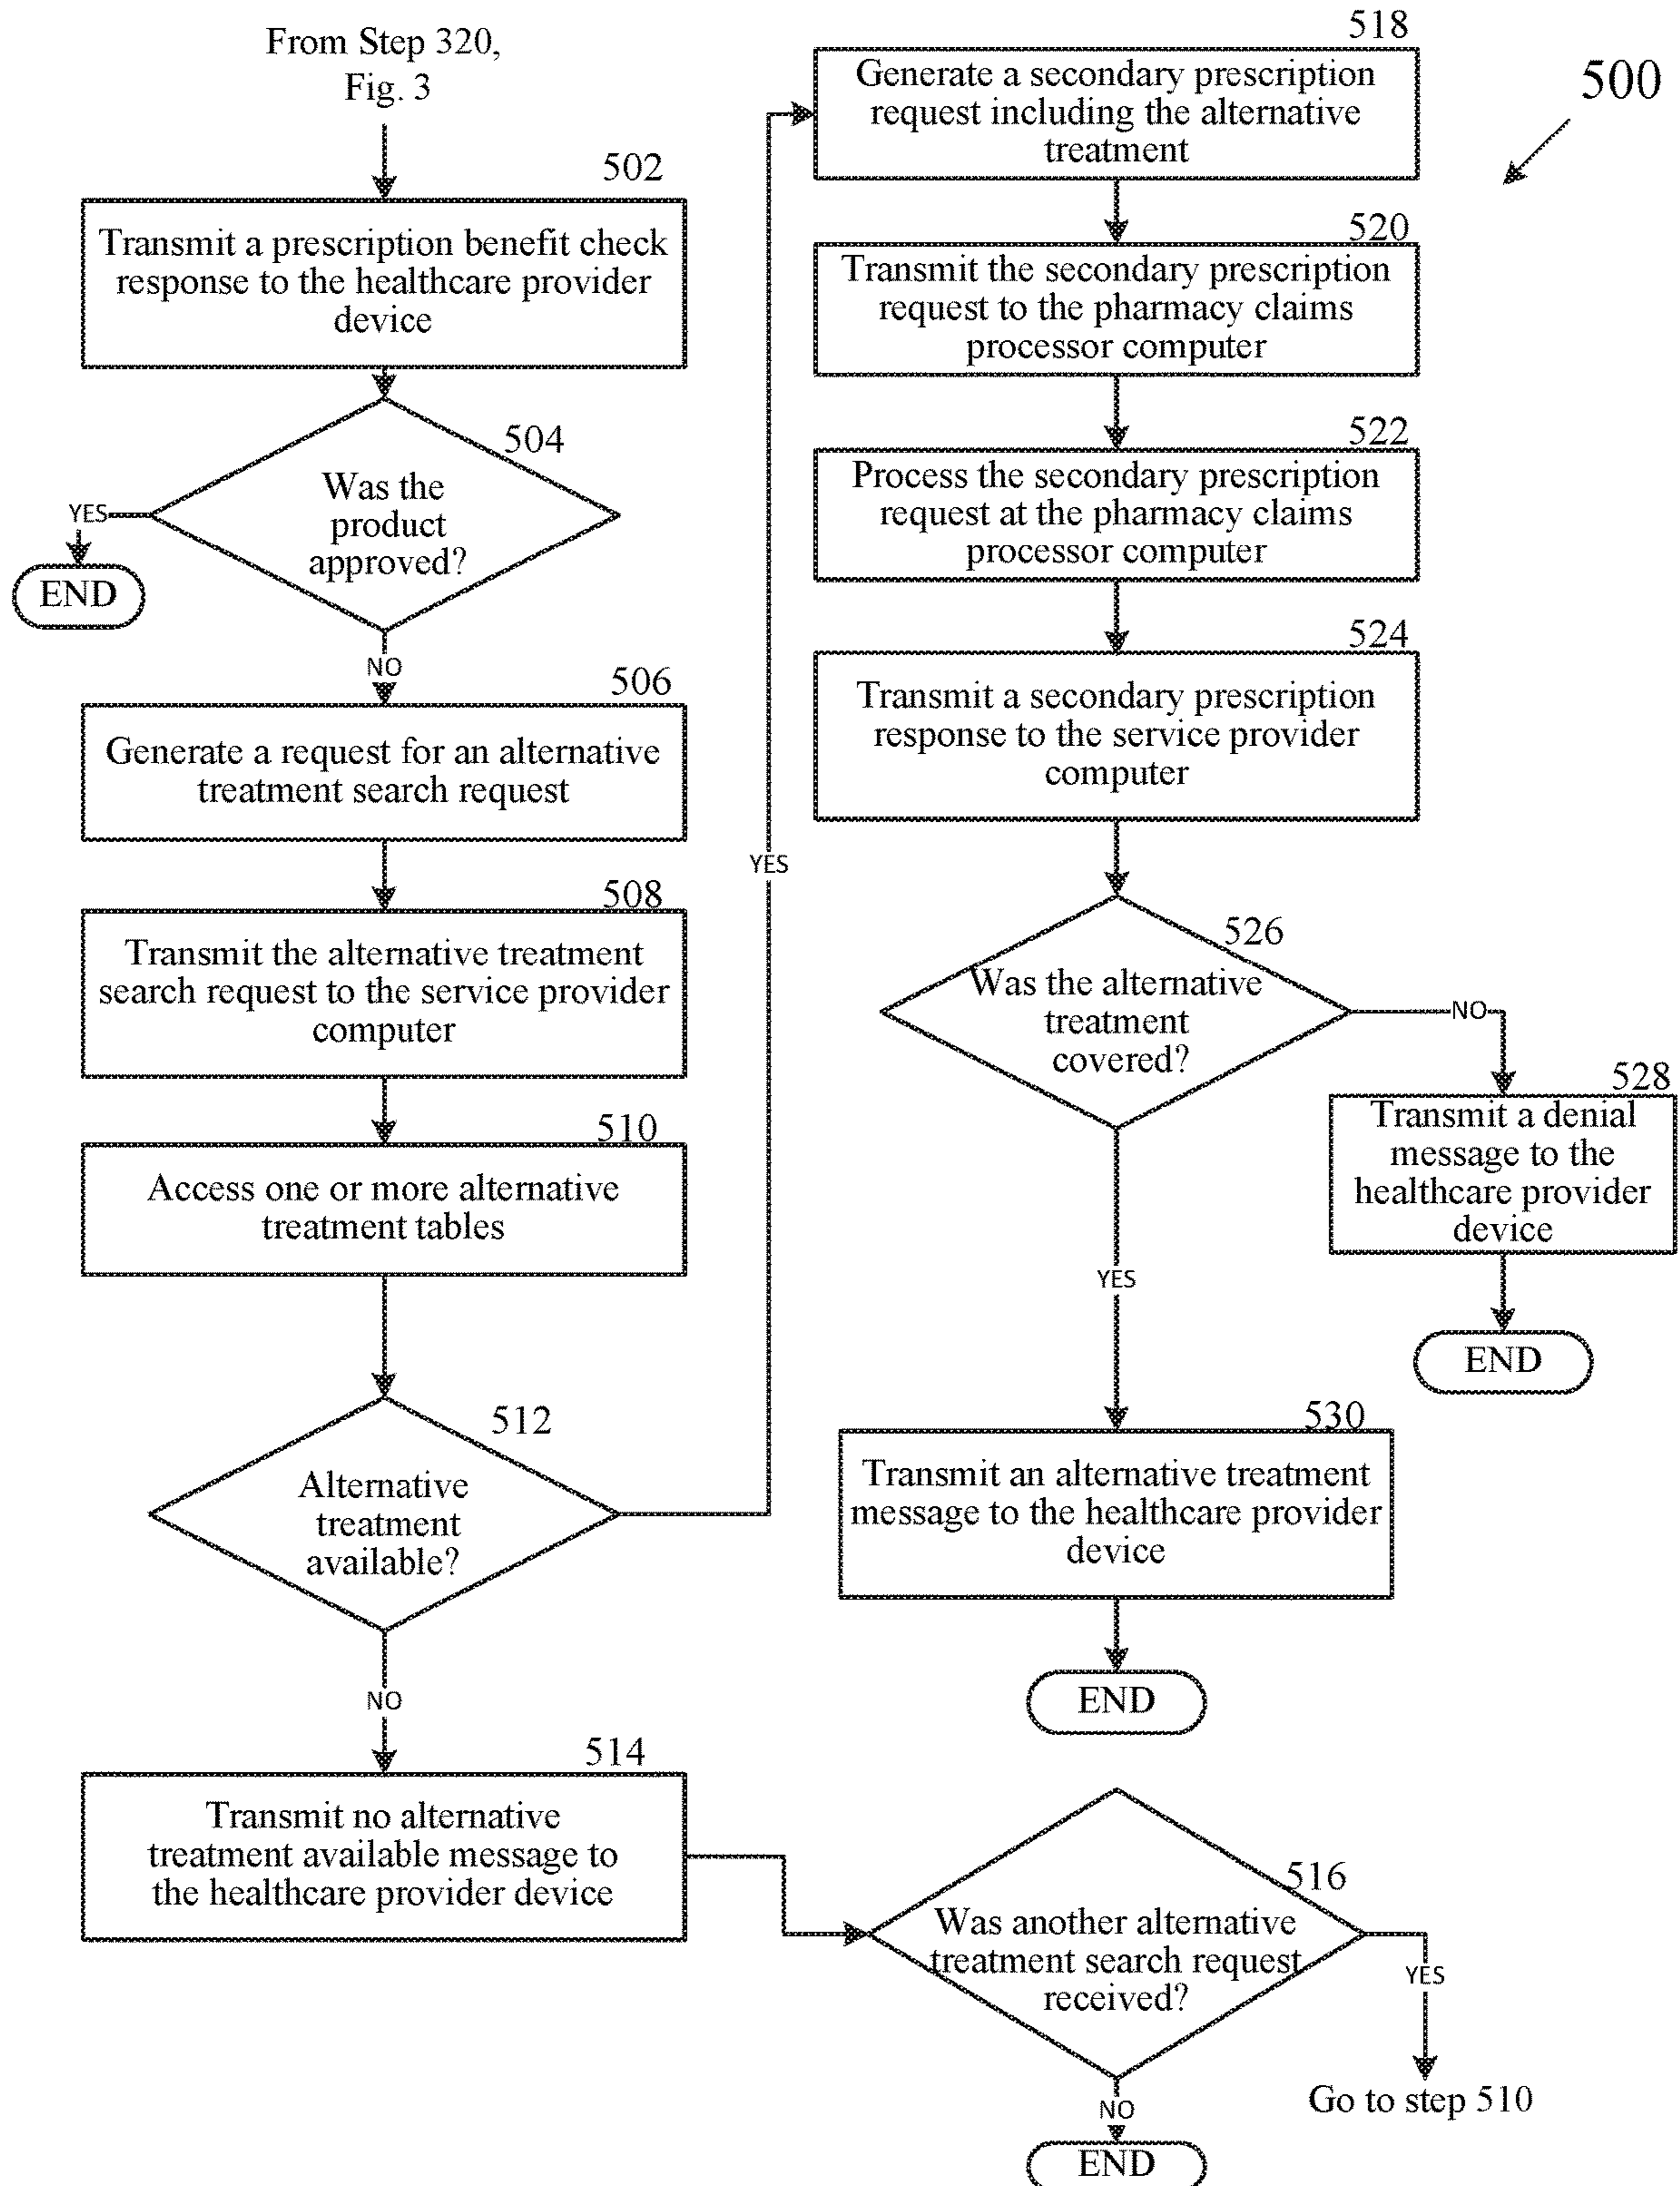 From Step 320,
Fig. 3
502
Transmit a prescription benefit check
response to the healthcare provider
device
504
Was the
product
approved?
YES
END
NO
506
Generate a request for an alternative
treatment search request
508
Transmit the alternative treatment
search request to the service provider
computer
510
Access one or more alternative
treatment tables
512
Alternative
treatment
available?
YES
NO
514
Transmit no alternative
treatment available message to
the healthcare provider device
516
Was another alternative
treatment search request
received?
YES
Go to step 510
NO
END
500
518
Generate a secondary prescription
request including the alternative
treatment
520
Transmit the secondary prescription
request to the pharmacy claims
processor computer
522
Process the secondary prescription
request at the pharmacy claims
processor computer
524
Transmit a secondary prescription
response to the service provider
computer
526
Was the alternative
treatment
covered?
NO
528
Transmit a denial
message to the
healthcare provider
device
END
YES
530
Transmit an alternative treatment
message to the healthcare provider
device
END